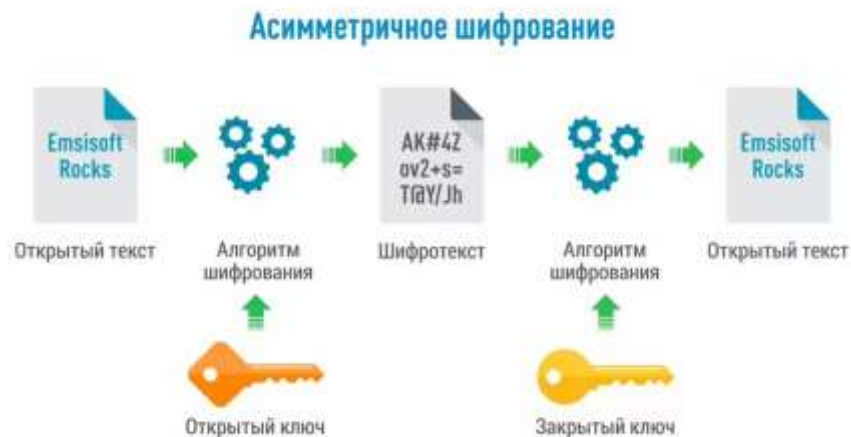 Асимметричное шифрование
Emsisoft
Rocks
AK#4Z
ov2+s=
T@Y/Jh
Emsisoft
Rocks
Открытый текст
Алгоритм
шифрования
Шифротекст
Алгоритм
шифрования
Открытый текст
Открытый ключ
Закрытый ключ